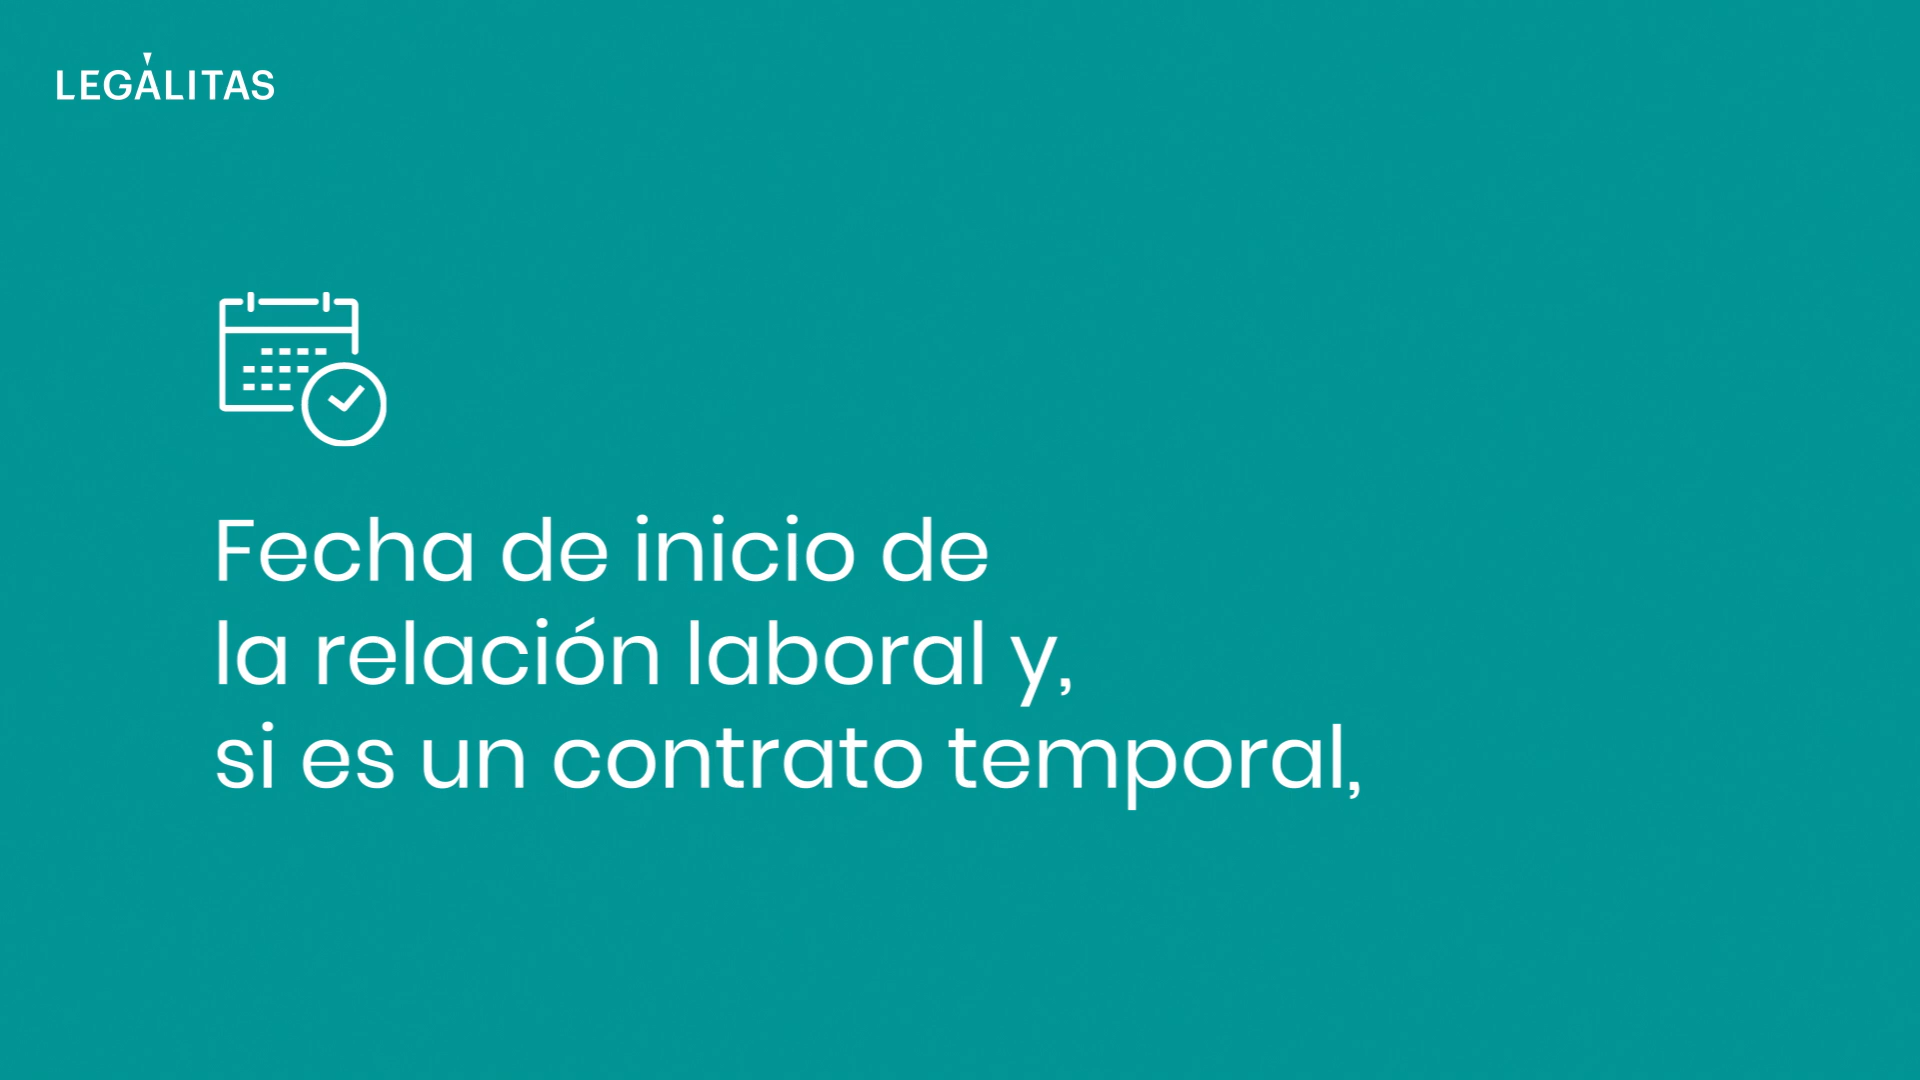 LEGÁLITAS
Fecha de inicio de
la relación laboral y,
si es un contrato temporal,